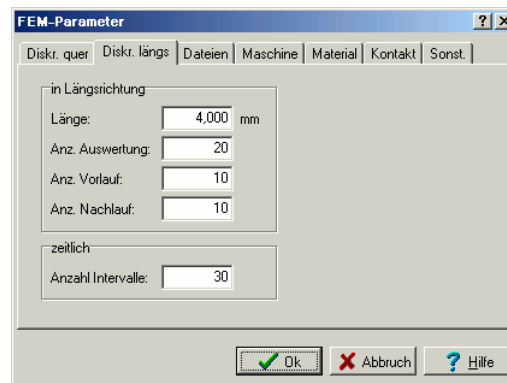 FEM-Parameter
Diskr. quer Diskr. längs Dateien Maschine Material Kontakt Sonst.
in Längsrichtung
Länge: 4,000 mm
Anz. Auswertung: 20
Anz. Vorlauf: 10
Anz. Nachlauf: 10
zeitlich
Anzahl Intervalle: 30
Ok Abbruch Hilfe